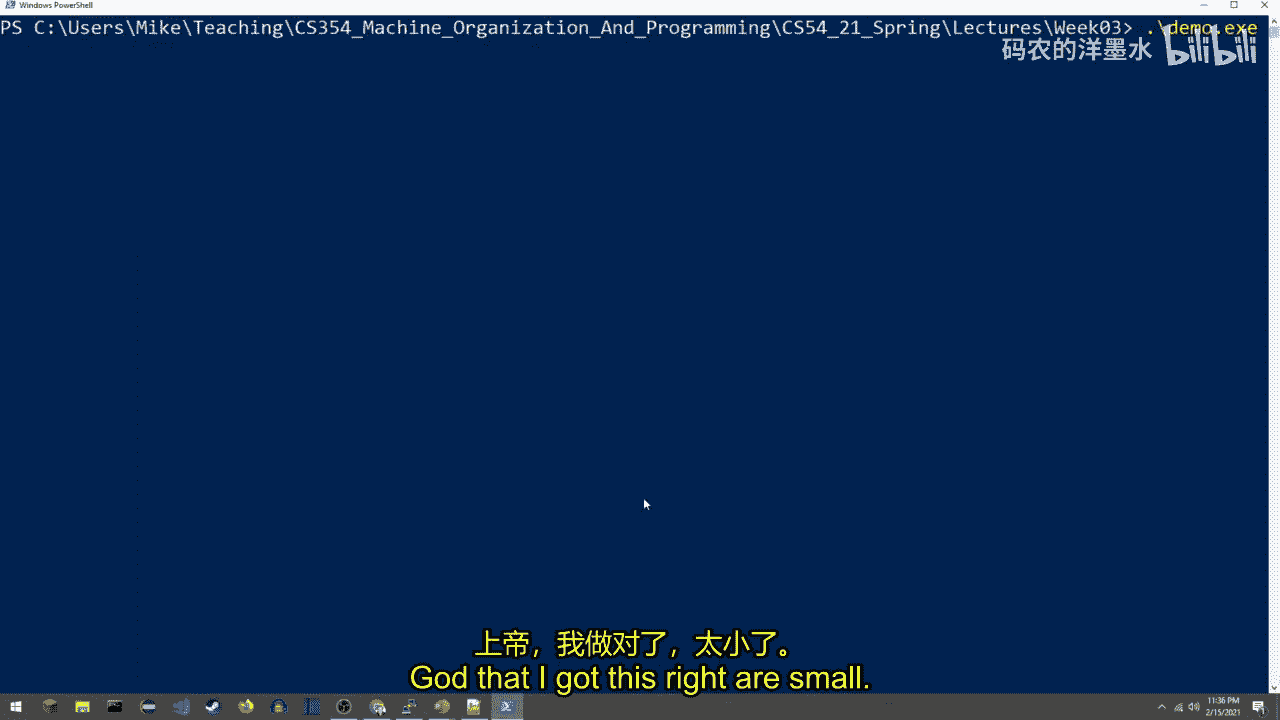 Windows PowerShell
PS C:\Users\Mike\Teaching\CS354_Machine_Organization_And_Programming\CS54_21_Spring\Lectures\Week03> .\demo.exe
码农的洋墨水 bilibili
上帝，我做对了，太小了。
God that I got this right are small.
11:36 PM
2/15/2021